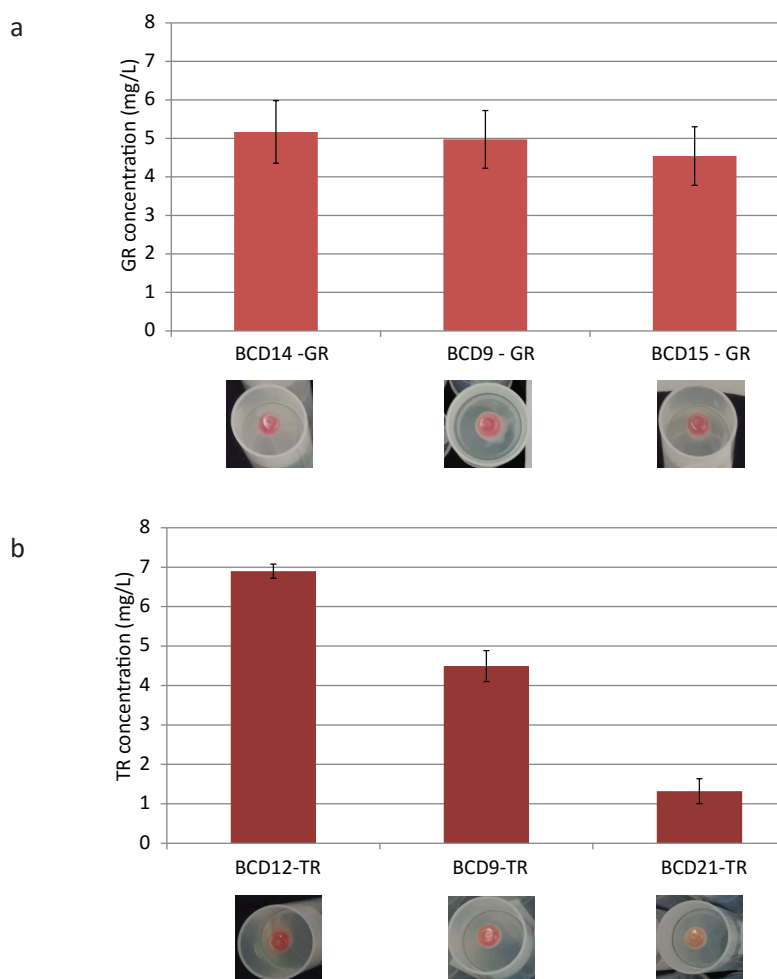 a
8
7
6
5
4
3
2
1
0
GR concentration (mg/L)
BCD14 -GR
BCD9 - GR
BCD15 - GR
b
8
7
6
5
4
3
2
1
0
TR concentration (mg/L)
BCD12-TR
BCD9-TR
BCD21-TR